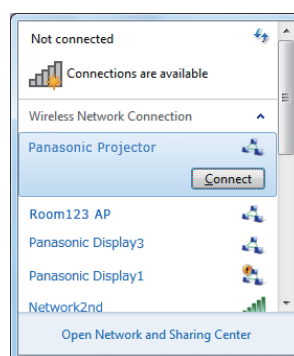 Not connected
Connections are available
Wireless Network Connection
Panasonic Projector
Connect
Room123 AP
Panasonic Display3
Panasonic Display1
Network2nd
Open Network and Sharing Center